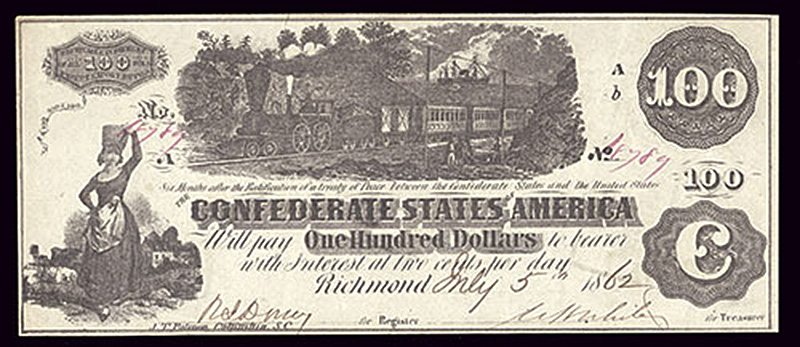 100
100
A
b
No.
A
No
Six Months after the Ratification of a treaty of Peace between the Confederate States and the United States
100
THE
CONFEDERATE STATES OF AMERICA
Will pay One Hundred Dollars to bearer
with Interest at two cents per day
Richmond July 5th 1862
C
for Register
for Treasurer
J.T. Paterson, Columbia, S.C.